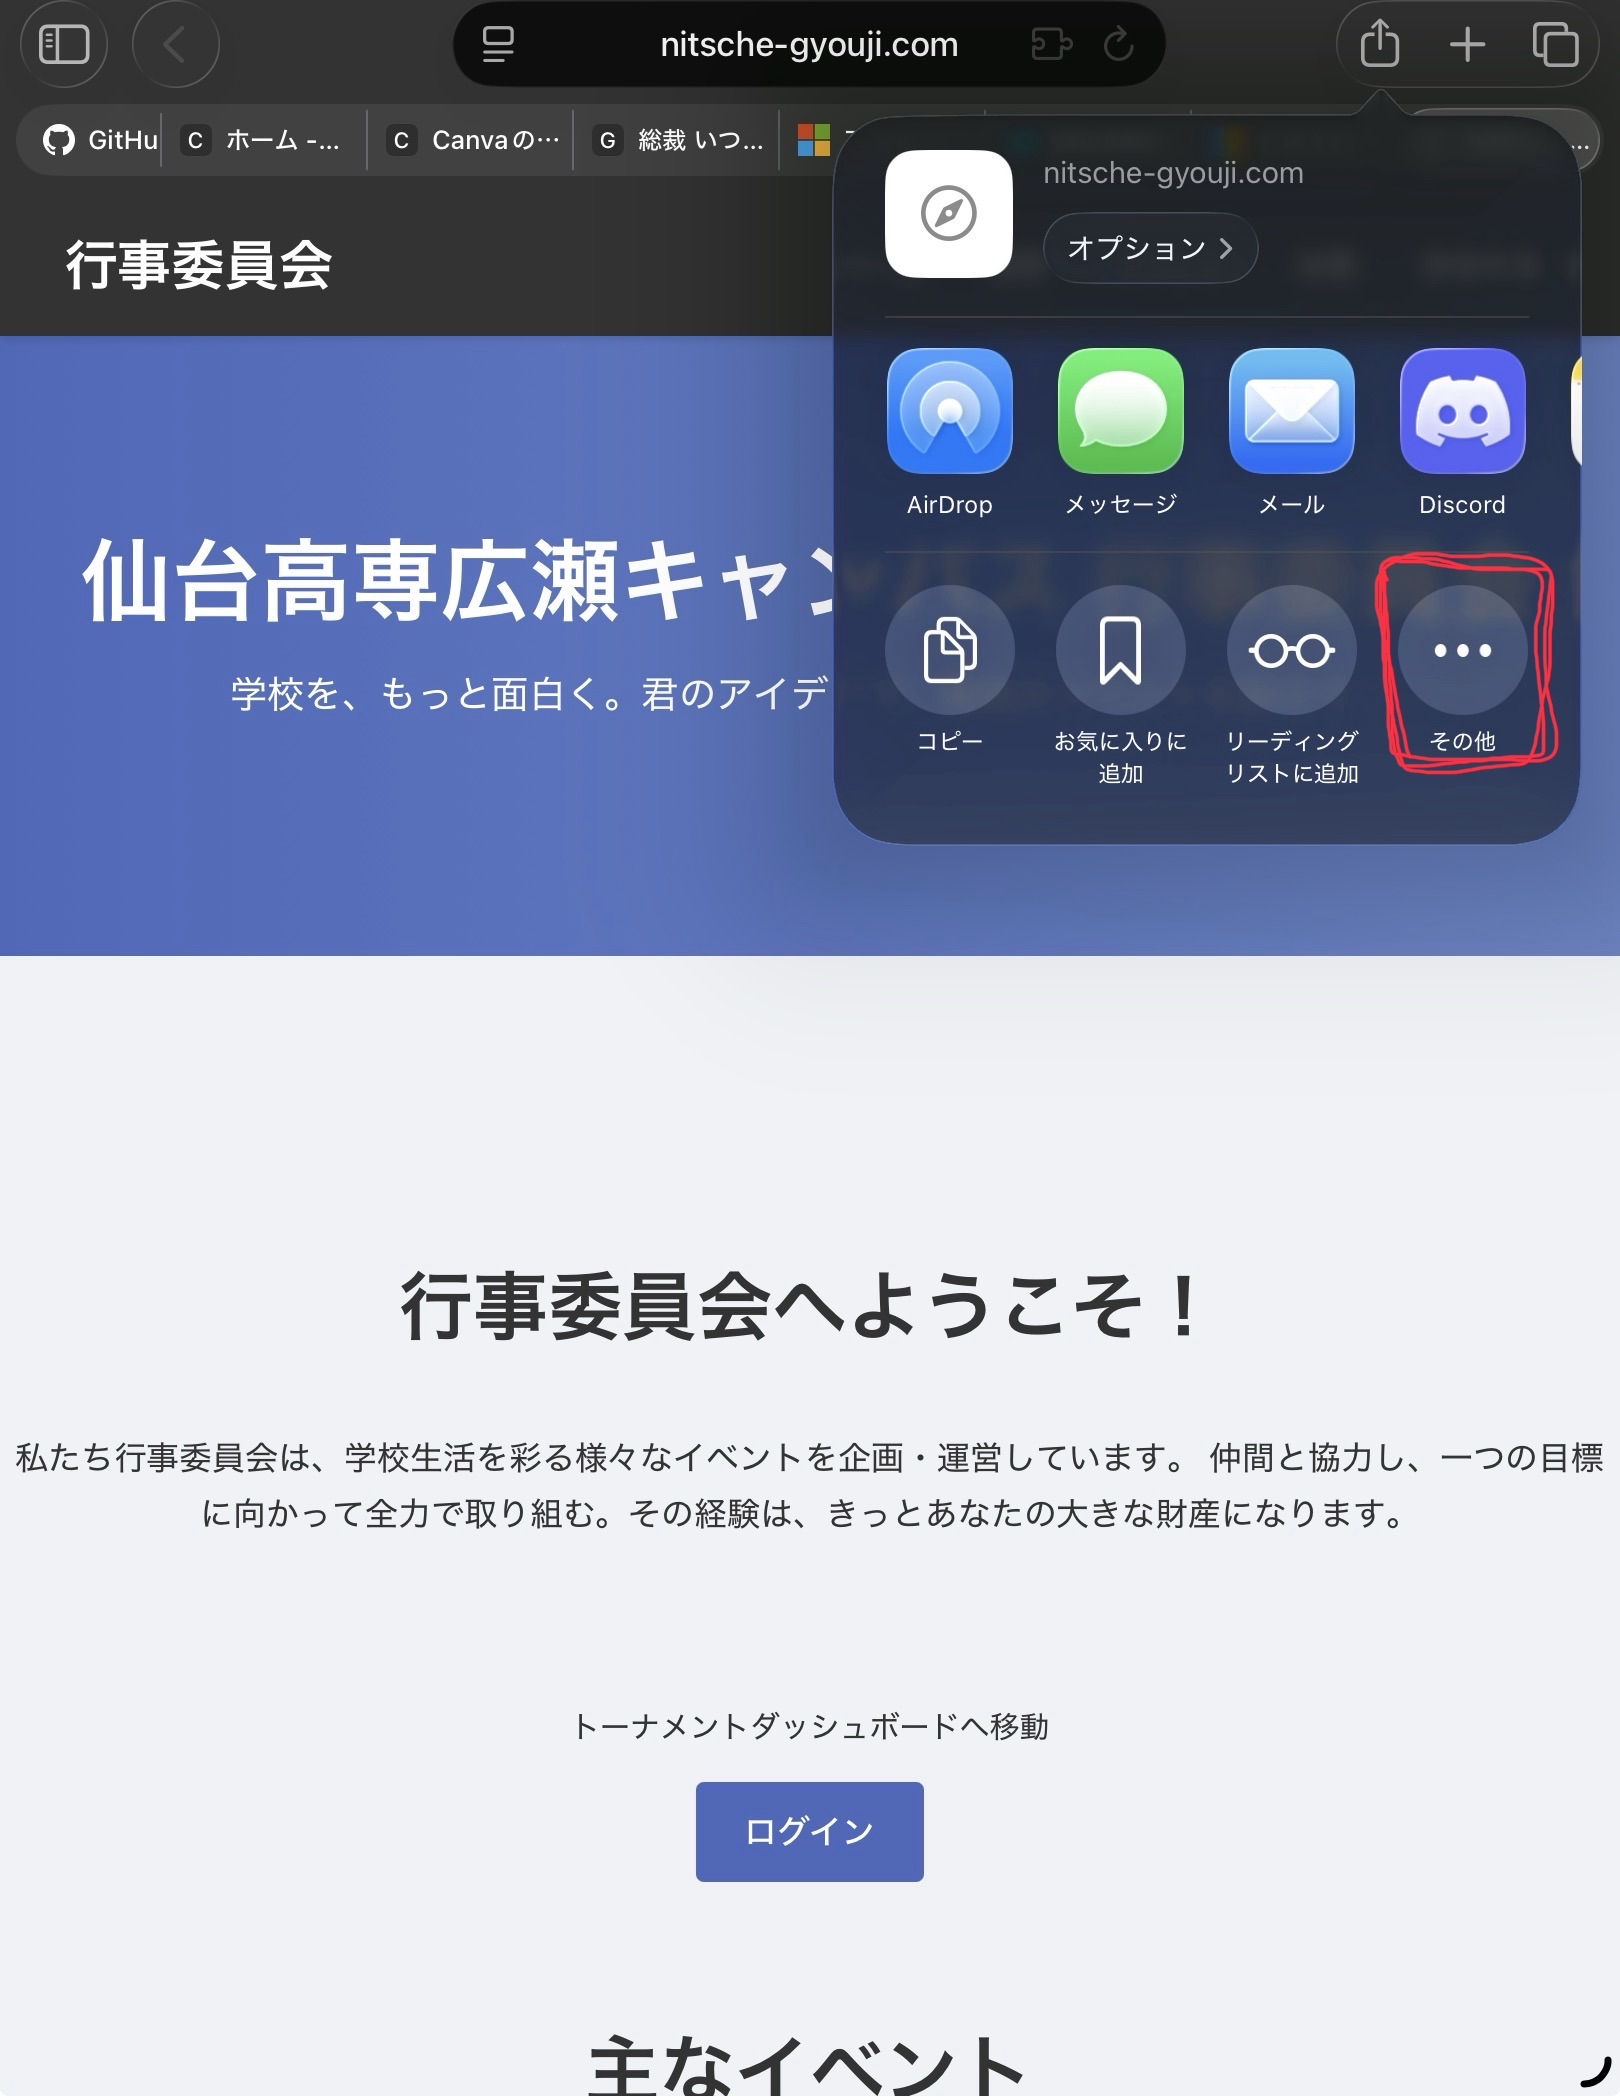 nitsche-gyouji.com
GitHu
C ホーム -...
C Canvaの...
G 総裁 いつ...
...
nitsche-gyouji.com
オプション
行事委員会
AirDrop
メッセージ
メール
Discord
仙台高専広瀬キャン
学校を、もっと面白く。君のアイデ
コピー
お気に入りに
追加
リーディング
リストに追加
その他
行事委員会へようこそ！
私たち行事委員会は、学校生活を彩る様々なイベントを企画・運営しています。 仲間と協力し、一つの目標
に向かって全力で取り組む。その経験は、きっとあなたの大きな財産になります。
トーナメントダッシュボードへ移動
ログイン
主なイベント